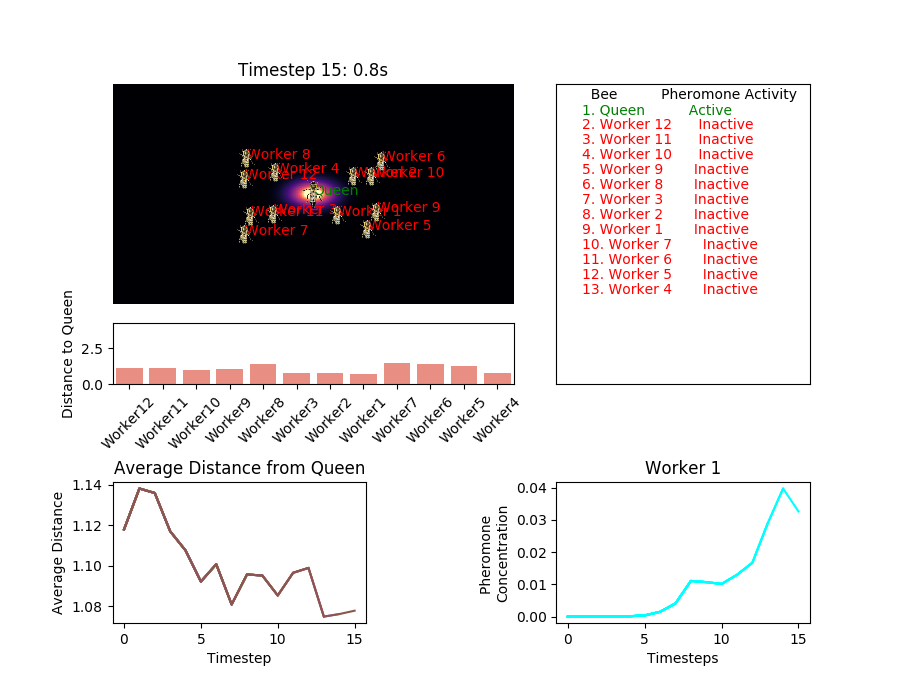 Timestep 15: 0.8s
Worker 8
Worker 4
Worker 6
Worker 12
Worker 2
Worker 10
Queen
Worker 11
Worker 1
Worker 9
Worker 7
Worker 5
Bee Pheromone Activity
1. Queen Active
2. Worker 12 Inactive
3. Worker 11 Inactive
4. Worker 10 Inactive
5. Worker 9 Inactive
6. Worker 8 Inactive
7. Worker 3 Inactive
8. Worker 2 Inactive
9. Worker 1 Inactive
10. Worker 7 Inactive
11. Worker 6 Inactive
12. Worker 5 Inactive
13. Worker 4 Inactive
Distance to Queen
2.5
0.0
Worker12
Worker11
Worker10
Worker9
Worker8
Worker3
Worker2
Worker1
Worker7
Worker6
Worker5
Worker4
Average Distance from Queen
Average Distance
1.14
1.12
1.10
1.08
0 5 10 15
Timestep
Worker 1
Pheromone
Concentration
0.04
0.03
0.02
0.01
0.00
0 5 10 15
Timesteps